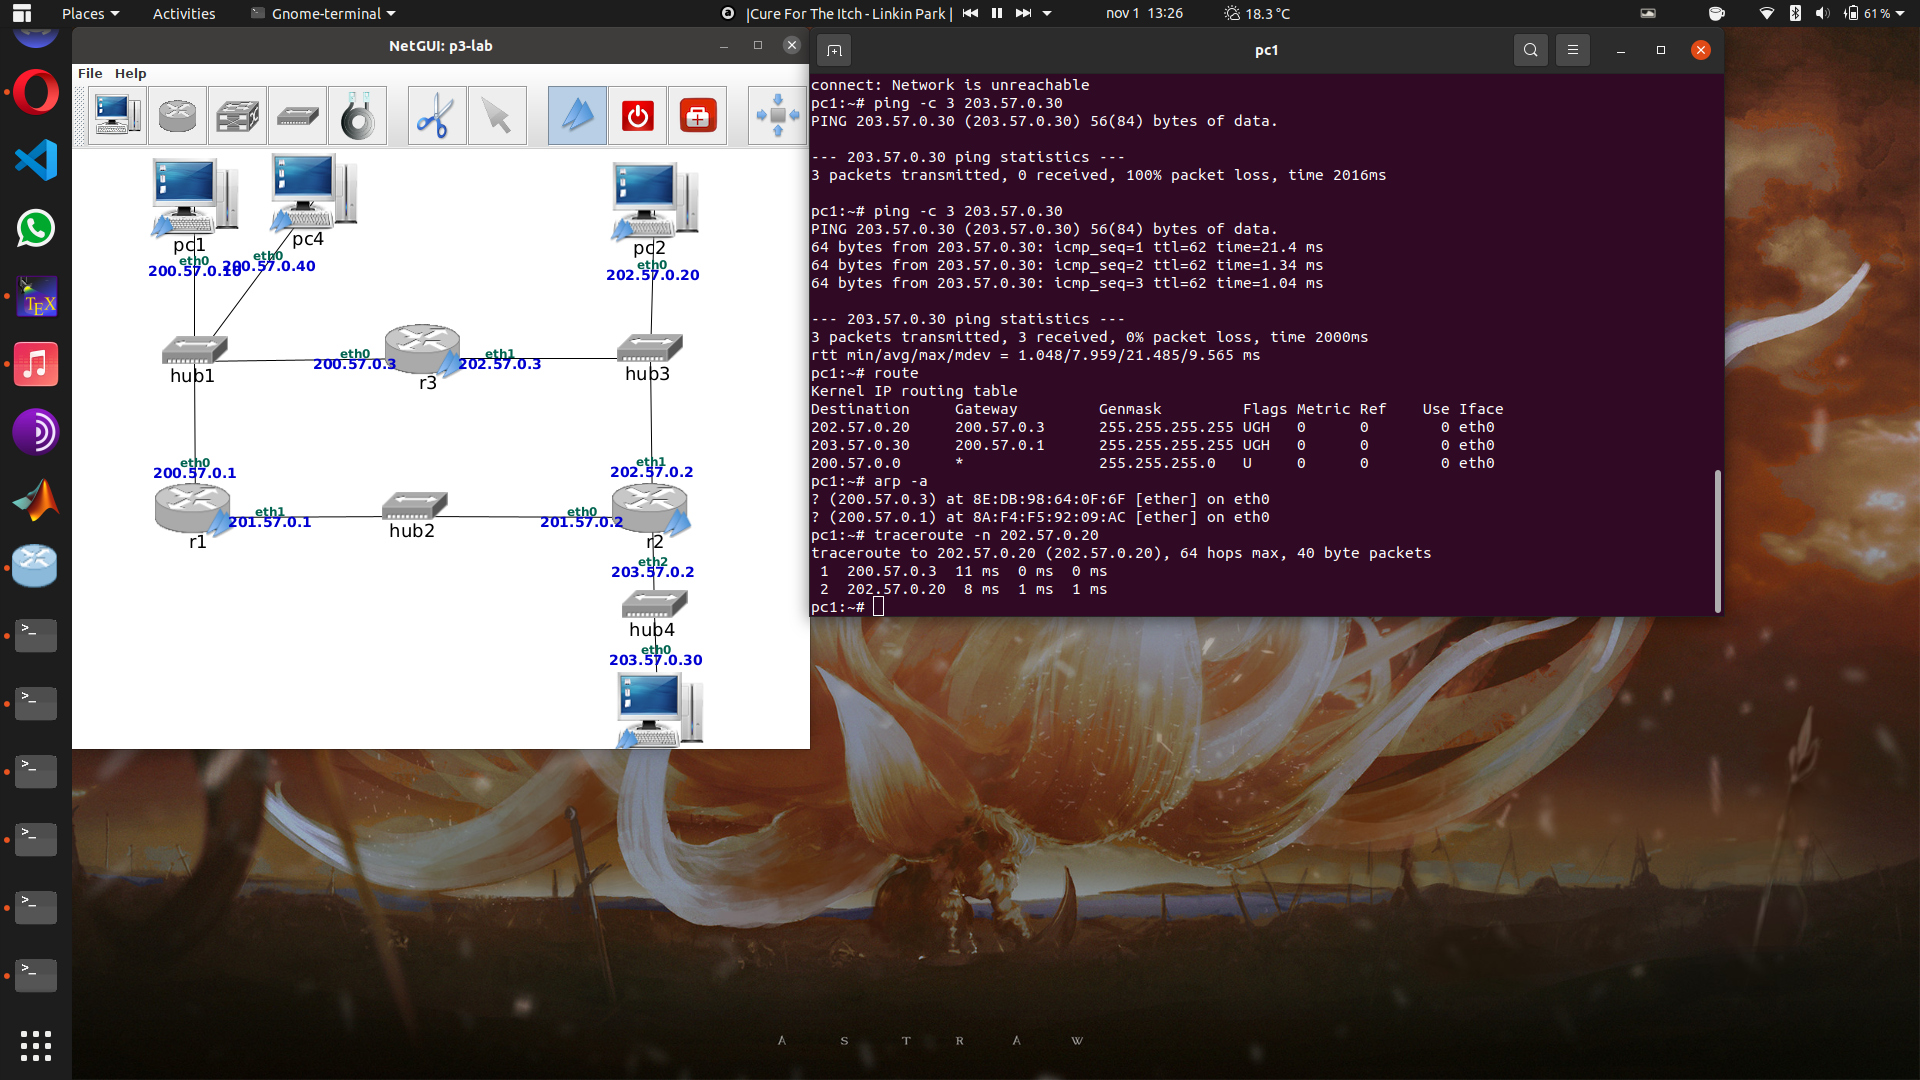 Places
Activities
Gnome-terminal
|Cure For The Itch - Linkin Park |
nov 1 13:26
18.3 °C
61 %
NetGUI: p3-lab
File Help
pc1
pc4
pc2
eth0
200.57.0.10
eth0
200.57.0.40
eth0
202.57.0.20
hub1
eth0
200.57.0.3
r3
eth1
202.57.0.3
hub3
eth0
200.57.0.1
r1
eth1
201.57.0.1
hub2
eth0
201.57.0.2
eth1
202.57.0.2
r2
eth2
203.57.0.2
hub4
eth0
203.57.0.30
pc1
connect: Network is unreachable
pc1:~# ping -c 3 203.57.0.30
PING 203.57.0.30 (203.57.0.30) 56(84) bytes of data.
--- 203.57.0.30 ping statistics ---
3 packets transmitted, 0 received, 100% packet loss, time 2016ms
pc1:~# ping -c 3 203.57.0.30
PING 203.57.0.30 (203.57.0.30) 56(84) bytes of data.
64 bytes from 203.57.0.30: icmp_seq=1 ttl=62 time=21.4 ms
64 bytes from 203.57.0.30: icmp_seq=2 ttl=62 time=1.34 ms
64 bytes from 203.57.0.30: icmp_seq=3 ttl=62 time=1.04 ms
--- 203.57.0.30 ping statistics ---
3 packets transmitted, 3 received, 0% packet loss, time 2000ms
rtt min/avg/max/mdev = 1.048/7.959/21.485/9.565 ms
pc1:~# route
Kernel IP routing table
Destination Gateway Genmask Flags Metric Ref Use Iface
202.57.0.20 200.57.0.3 255.255.255.255 UGH 0 0 0 eth0
203.57.0.30 200.57.0.1 255.255.255.255 UGH 0 0 0 eth0
200.57.0.0 * 255.255.255.0 U 0 0 0 eth0
pc1:~# arp -a
? (200.57.0.3) at 8E:DB:98:64:0F:6F [ether] on eth0
? (200.57.0.1) at 8A:F4:F5:92:09:AC [ether] on eth0
pc1:~# traceroute -n 202.57.0.20
traceroute to 202.57.0.20 (202.57.0.20), 64 hops max, 40 byte packets
1 200.57.0.3 11 ms 0 ms 0 ms
2 202.57.0.20 8 ms 1 ms 1 ms
pc1:~#
TEX
>_
>_
>_
>_
>_
>_
A S T R A W